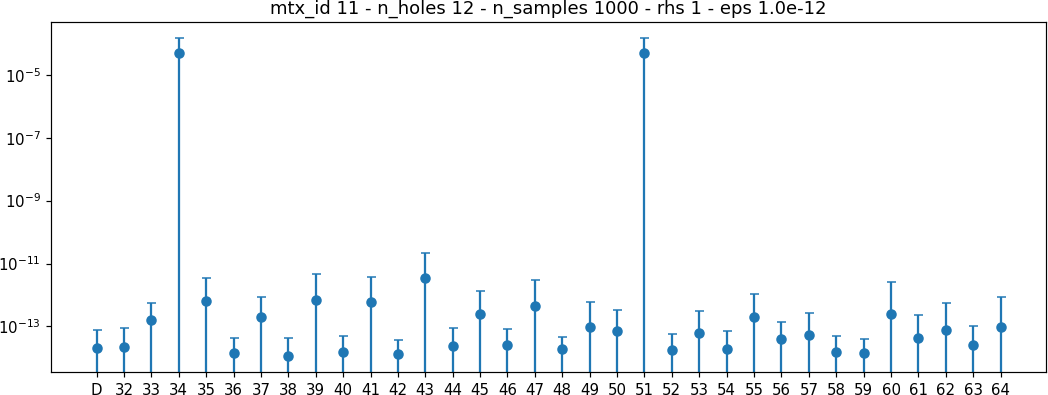 mtx_id 11 - n_holes 12 - n_samples 1000 - rhs 1 - eps 1.0e-12
10⁻⁵
10⁻⁷
10⁻⁹
10⁻¹¹
10⁻¹³
D 32 33 34 35 36 37 38 39 40 41 42 43 44 45 46 47 48 49 50 51 52 53 54 55 56 57 58 59 60 61 62 63 64